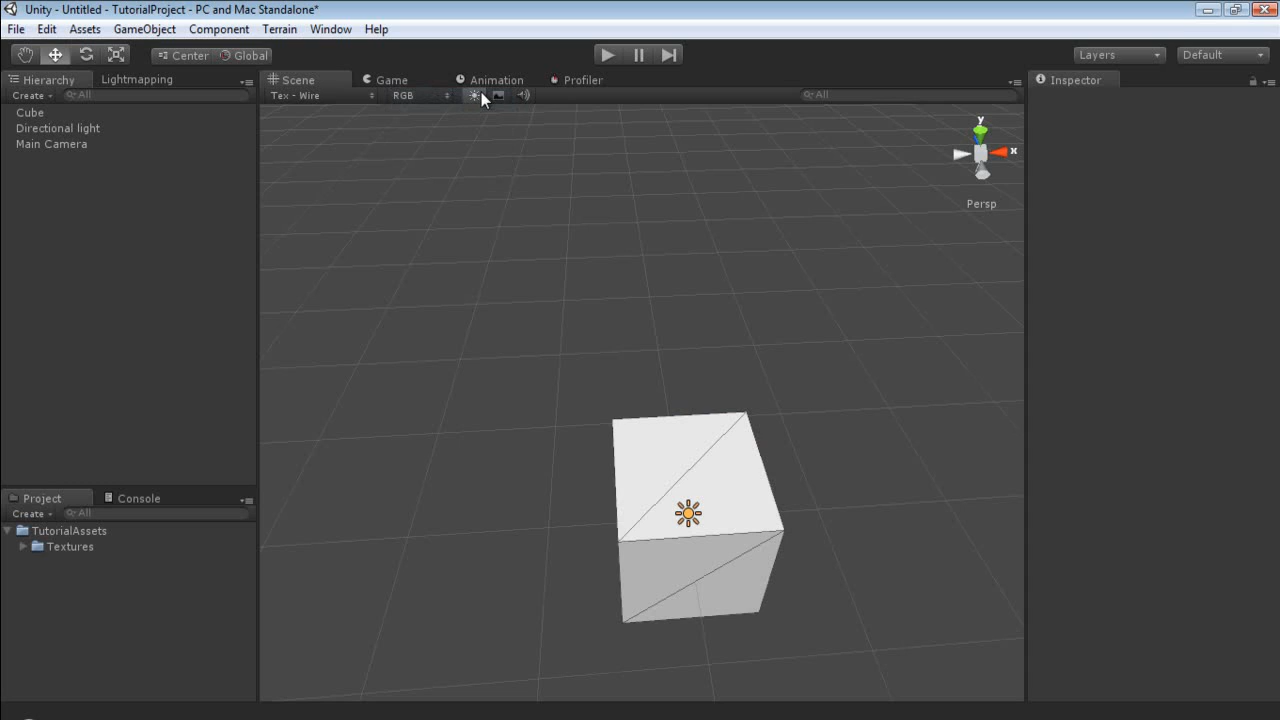 Unity - Untitled - TutorialProject - PC and Mac Standalone*
File Edit Assets GameObject Component Terrain Window Help
Center Global Layers Default
Hierarchy Lightmapping Scene Game Animation Profiler Inspector
Create All Tex - Wire RGB All
Cube
Directional light
Main Camera
y
x
Persp
Project Console
Create All
TutorialAssets
Textures